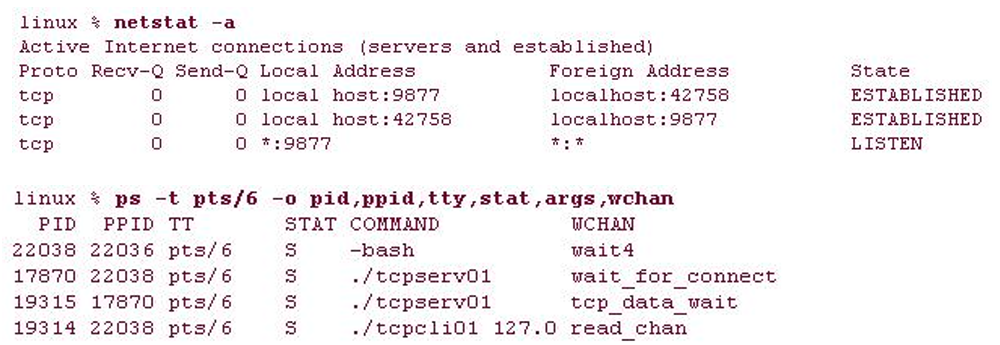 linux % netstat -a
Active Internet connections (servers and established)
Proto Recv-Q Send-Q Local Address Foreign Address State
tcp 0 0 local host:9877 localhost:42758 ESTABLISHED
tcp 0 0 local host:42758 localhost:9877 ESTABLISHED
tcp 0 0 *:9877 *:* LISTEN
linux % ps -t pts/6 -o pid,ppid,tty,stat,args,wchan
PID PPID TT STAT COMMAND WCHAN
22038 22036 pts/6 S -bash wait4
17870 22038 pts/6 S ./tcpserv01 wait_for_connect
19315 17870 pts/6 S ./tcpserv01 tcp_data_wait
19314 22038 pts/6 S ./tcpcli01 127.0 read_chan